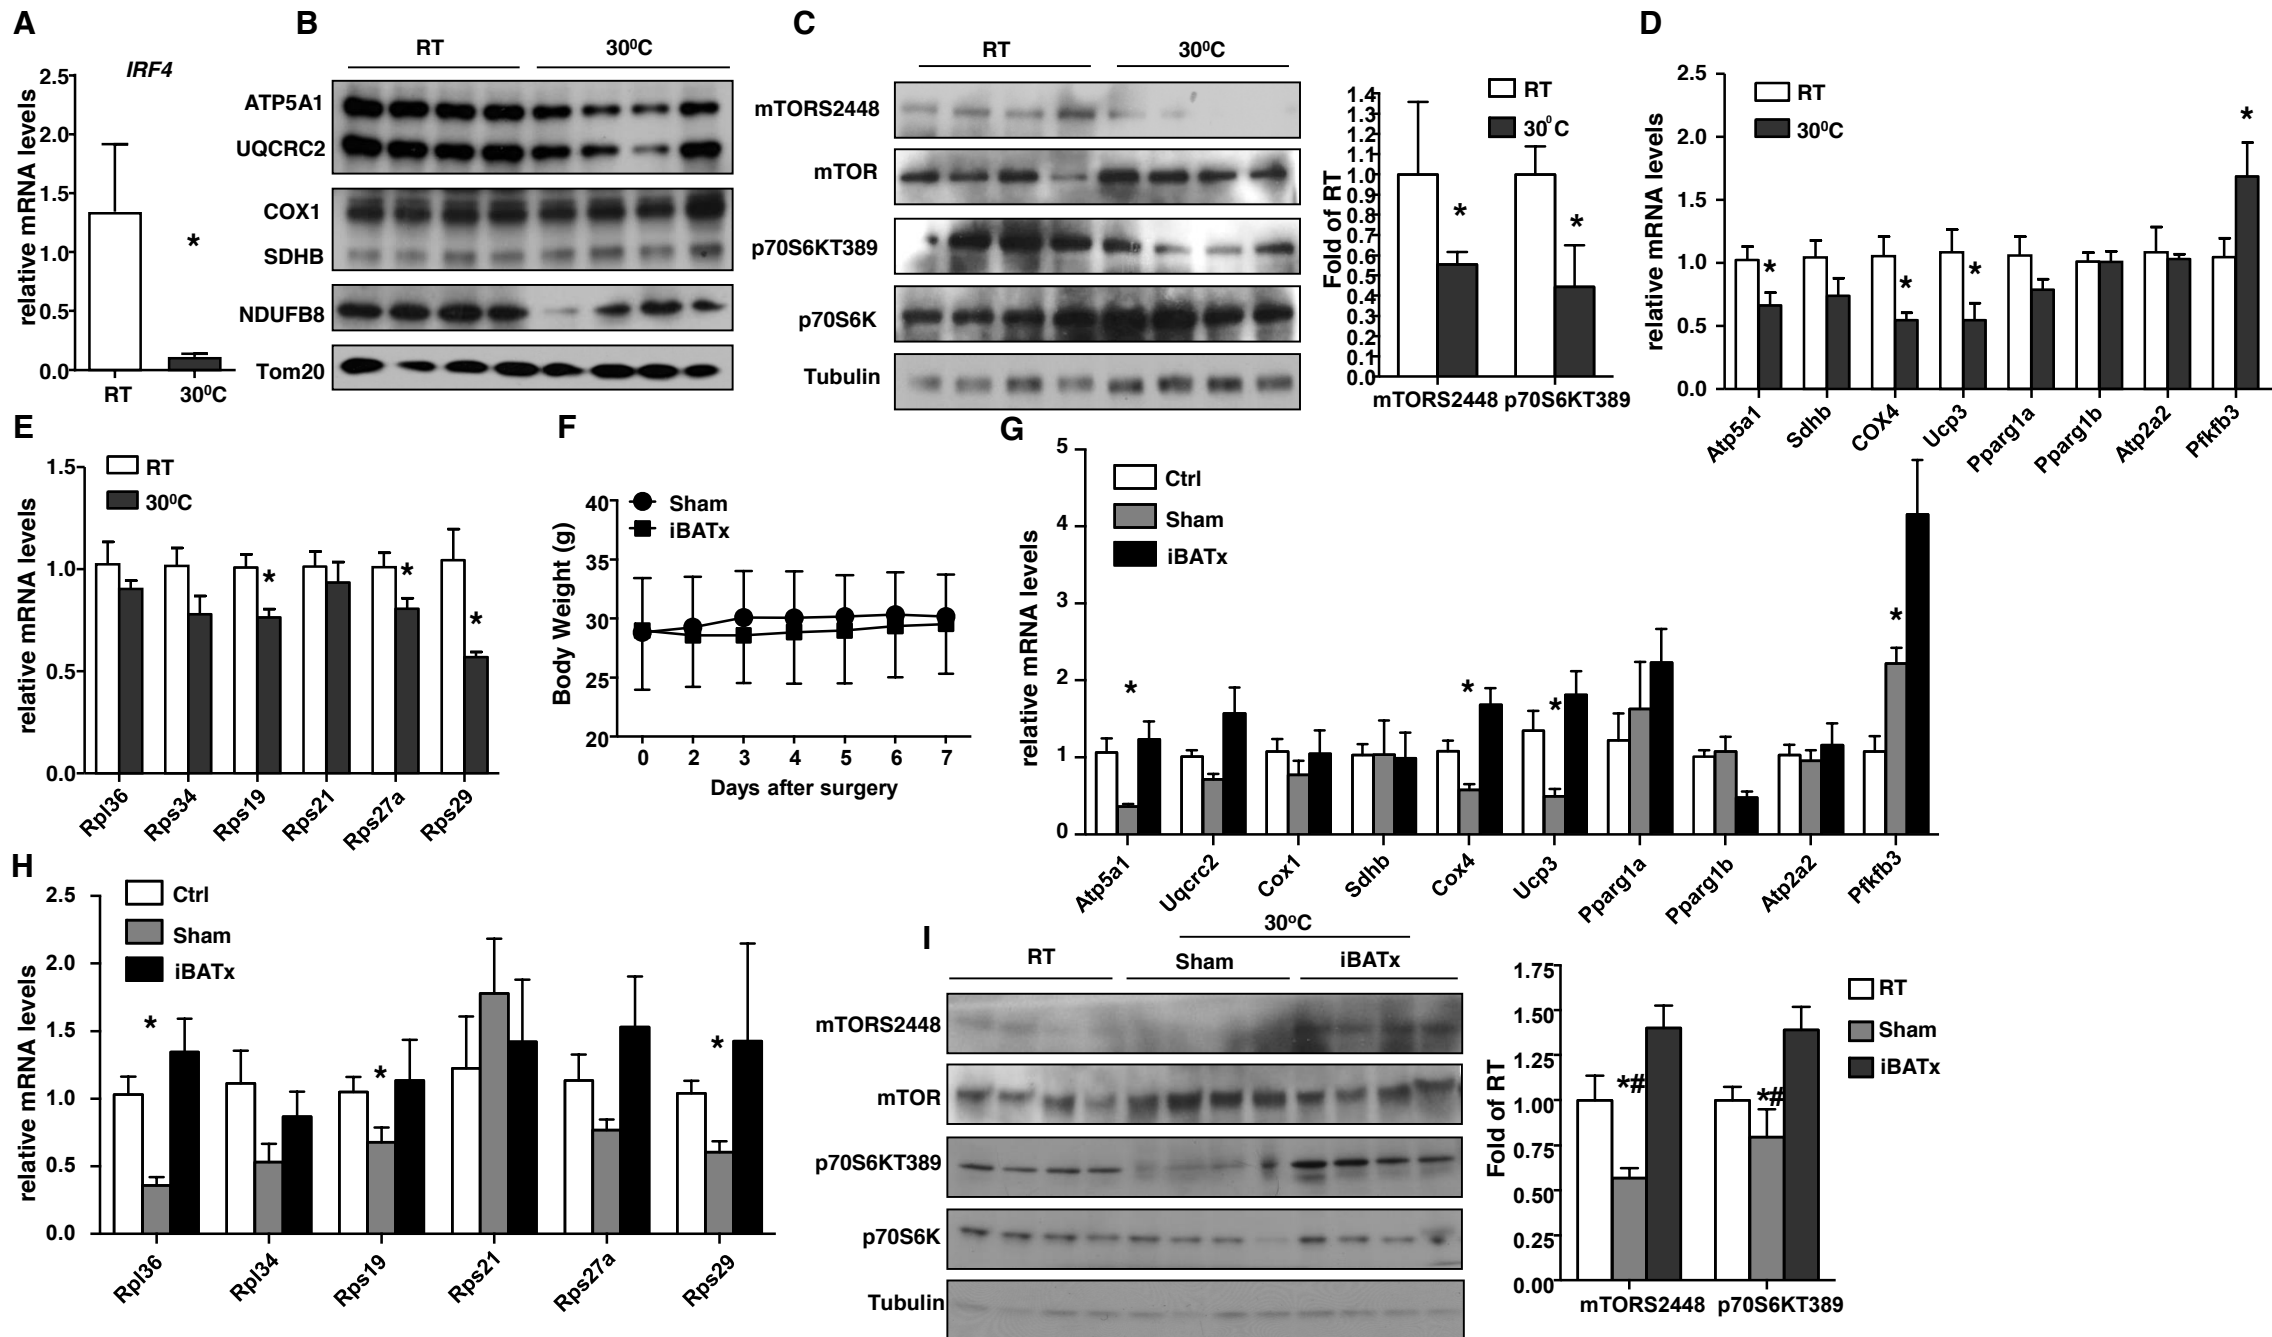 A
IRF4
relative mRNA levels
2.5
2.0
1.5
1.0
0.5
0.0
*
RT
30⁰C
B
RT
30⁰C
ATP5A1
UQCRC2
COX1
SDHB
NDUFB8
Tom20
C
RT
30⁰C
mTORS2448
mTOR
p70S6KT389
p70S6K
Tubulin
RT
30⁰C
Fold of RT
1.4
1.3
1.2
1.1
1.0
0.9
0.8
0.7
0.6
0.5
0.4
0.3
0.2
0.1
0.0
*
*
mTORS2448 p70S6KT389
D
RT
30⁰C
relative mRNA levels
2.5
2.0
1.5
1.0
0.5
0.0
* * * *
Atp5a1
Sdhb
COX4
Ucp3
Pparg1a
Pparg1b
Atp2a2
Pfkfb3
E
RT
30⁰C
relative mRNA levels
1.5
1.0
0.5
0.0
* * *
Rpl36
Rps34
Rps19
Rps21
Rps27a
Rps29
F
Sham
iBATx
Body Weight (g)
40
35
30
25
20
0 2 3 4 5 6 7
Days after surgery
G
Ctrl
Sham
iBATx
relative mRNA levels
5
4
3
2
1
0
* * * *
Atp5a1
Uqcrc2
Cox1
Sdhb
Cox4
Ucp3
Pparg1a
Pparg1b
Atp2a2
Pfkfb3
H
Ctrl
Sham
iBATx
relative mRNA levels
2.5
2.0
1.5
1.0
0.5
0.0
* * *
Rpl36
Rpl34
Rps19
Rps21
Rps27a
Rps29
I
30ºC
RT
Sham
iBATx
mTORS2448
mTOR
p70S6KT389
p70S6K
Tubulin
RT
Sham
iBATx
Fold of RT
1.75
1.50
1.25
1.00
0.75
0.50
0.25
0.00
*#
*#
mTORS2448 p70S6KT389